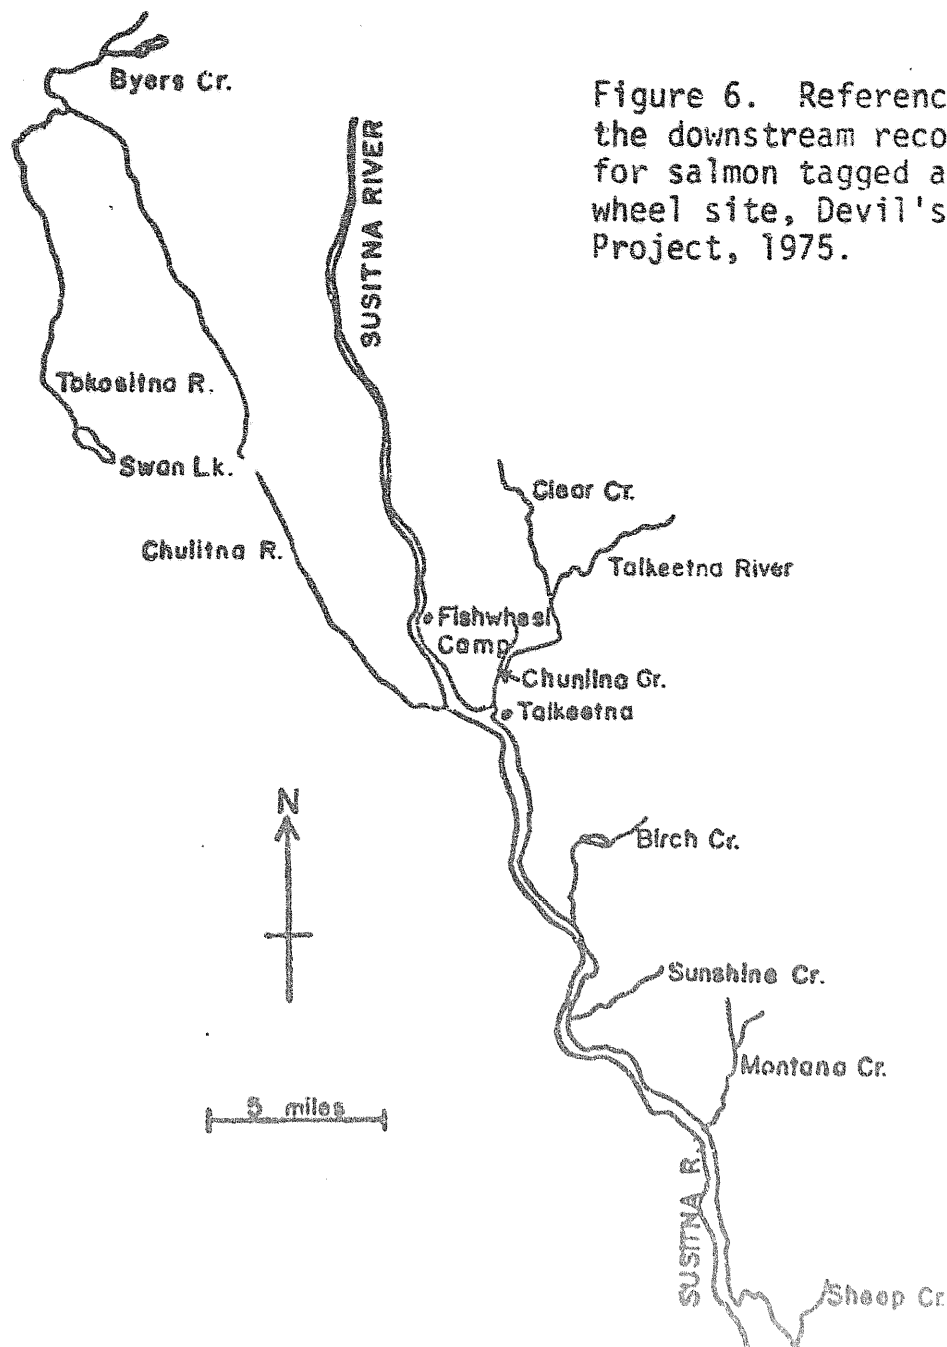 Byers Cr.
Figure 6. Referenc
the downstream reco
for salmon tagged a
wheel site, Devil's
Project, 1975.
SUSITNA RIVER
Tokositna R.
Swan Lk.
Clear Cr.
Chulitna R.
Talkeetna River
Fishwheel
Camp
Chunilna Cr.
Talkeetna
N
Birch Cr.
Sunshine Cr.
Montana Cr.
5 miles
SUSITNA R.
Sheep Cr.